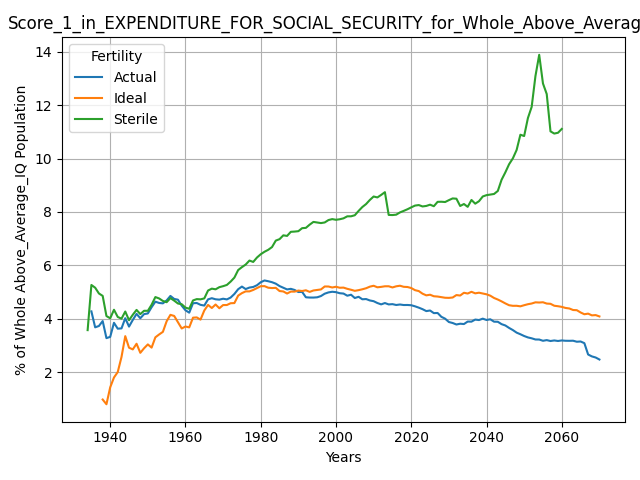 Score_1_in_EXPENDITURE_FOR_SOCIAL_SECURITY_for_Whole_Above_Averag
Fertility
Actual
Ideal
Sterile
% of Whole Above_Average_IQ Population
14
12
10
8
6
4
2
1940 1960 1980 2000 2020 2040 2060
Years